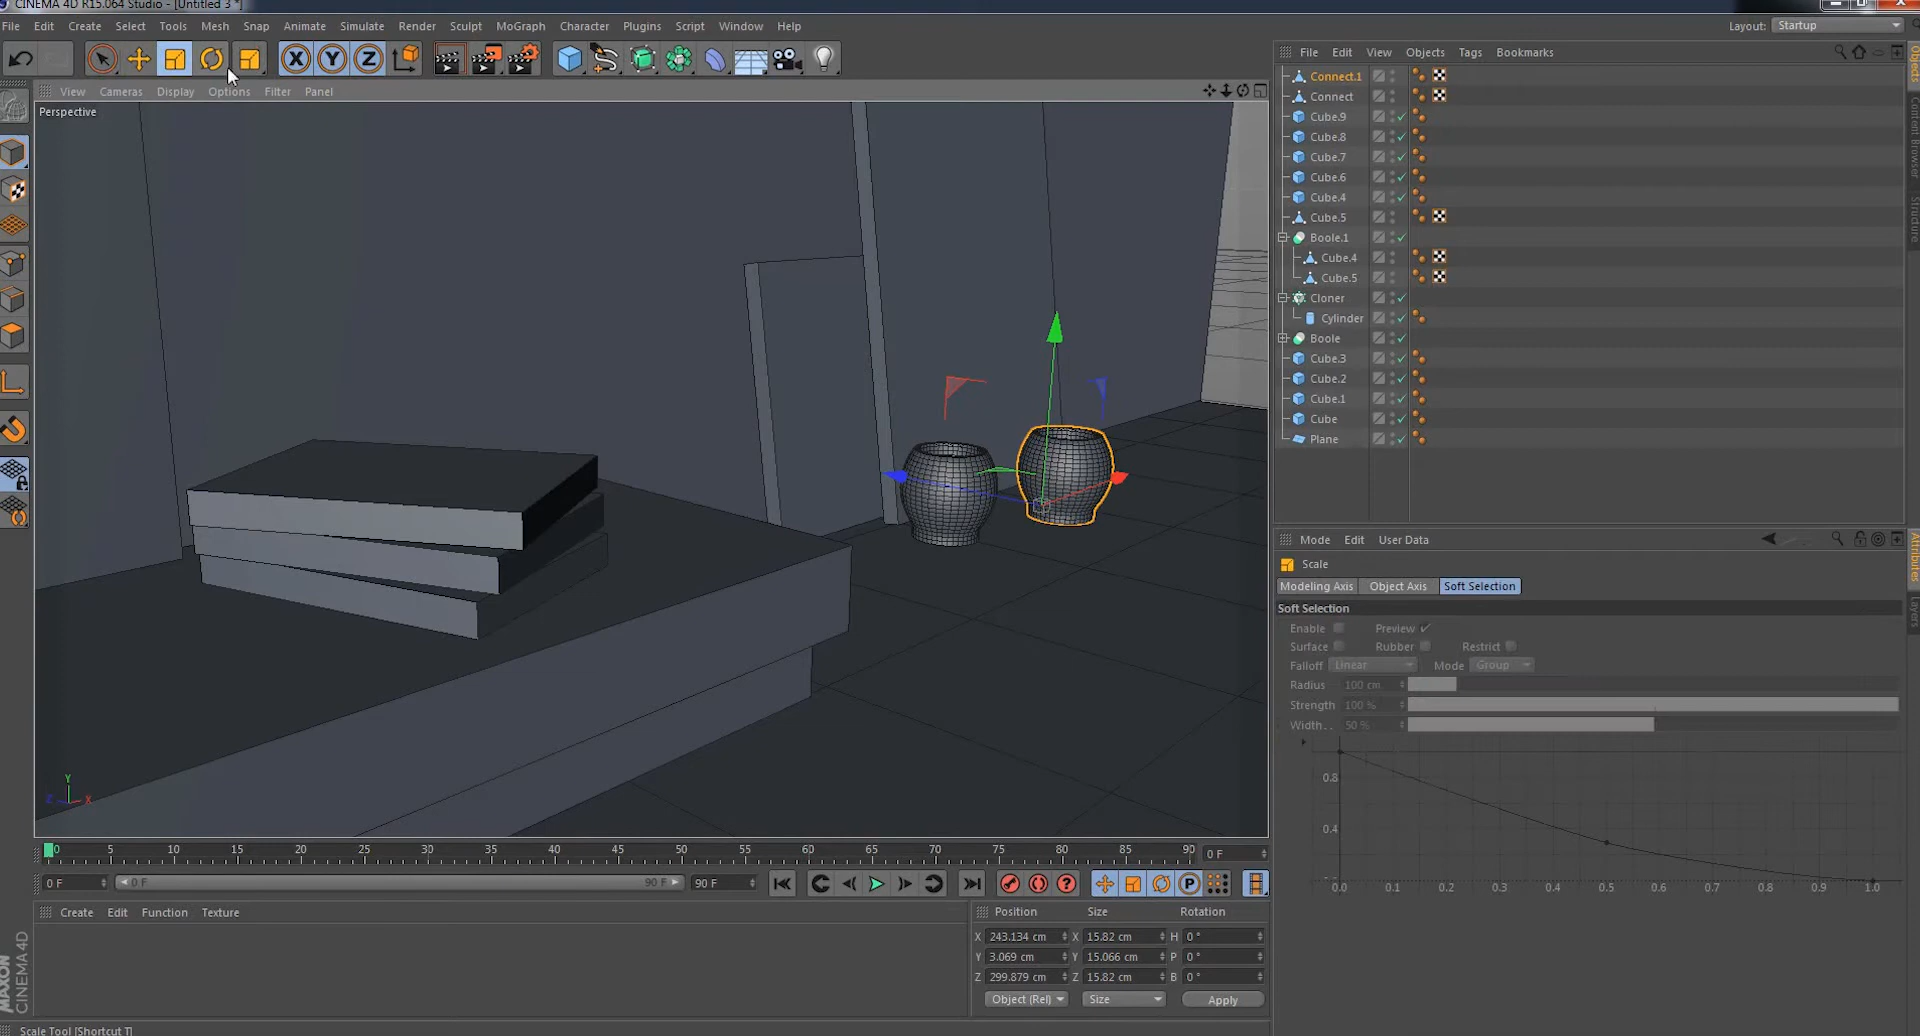 CINEMA 4D R15.064 Studio - [Untitled 3 *]
File Edit Create Select Tools Mesh Snap Animate Simulate Render Sculpt MoGraph Character Plugins Script Window Help
Layout: Startup
X Y Z
View Cameras Display Options Filter Panel
Perspective
File Edit View Objects Tags Bookmarks
Connect.1
Connect
Cube.9
Cube.8
Cube.7
Cube.6
Cube.4
Cube.5
Boole.1
Cube.4
Cube.5
Cloner
Cylinder
Boole
Cube.3
Cube.2
Cube.1
Cube
Plane
Objects
Content Browser
Structure
Mode Edit User Data
Scale
Modeling Axis Object Axis Soft Selection
Soft Selection
Enable Preview
Surface Rubber Restrict
Falloff Linear Mode Group
Radius 100 cm
Strength 100 %
Width.. 50 %
0.8
0.4
0.0 0.1 0.2 0.3 0.4 0.5 0.6 0.7 0.8 0.9 1.0
Attributes
Layers
Y
Z X
0 5 10 15 20 25 30 35 40 45 50 55 60 65 70 75 80 85 90
0 F
0 F 0 F 90 F 90 F
P
Create Edit Function Texture
Position Size Rotation
X 243.134 cm X 15.82 cm H 0 °
Y 3.069 cm Y 15.066 cm P 0 °
Z 299.879 cm Z 15.82 cm B 0 °
Object (Rel) Size Apply
MAXON
CINEMA 4D
Scale Tool [Shortcut T]